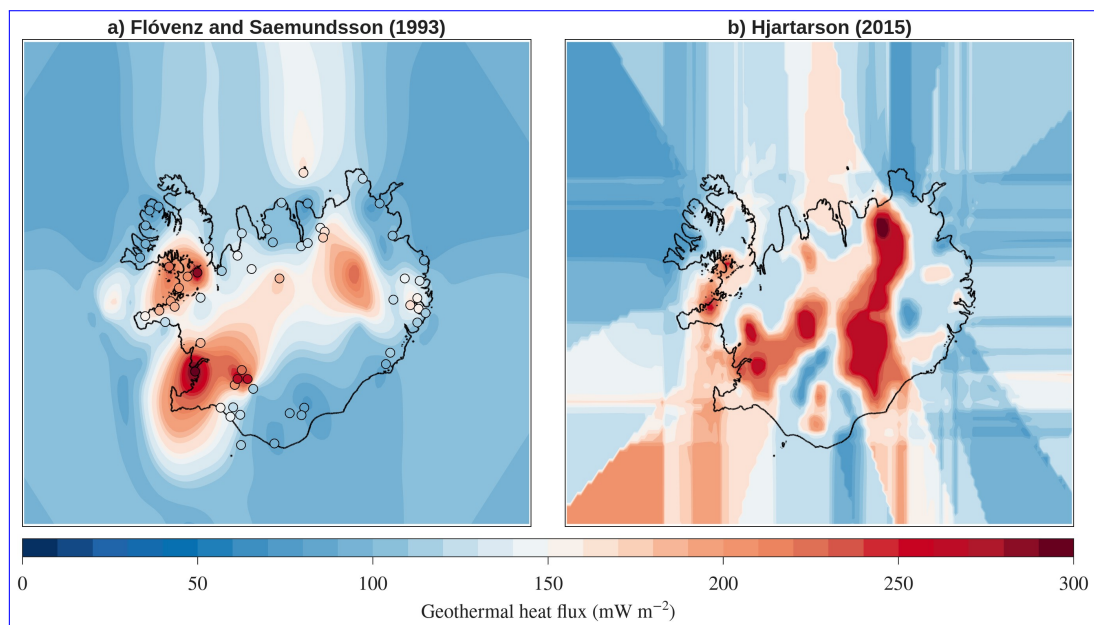 a) Flóvenz and Saemundsson (1993)
b) Hjartarson (2015)
0 50 100 150 200 250 300
Geothermal heat flux (mW m−2)